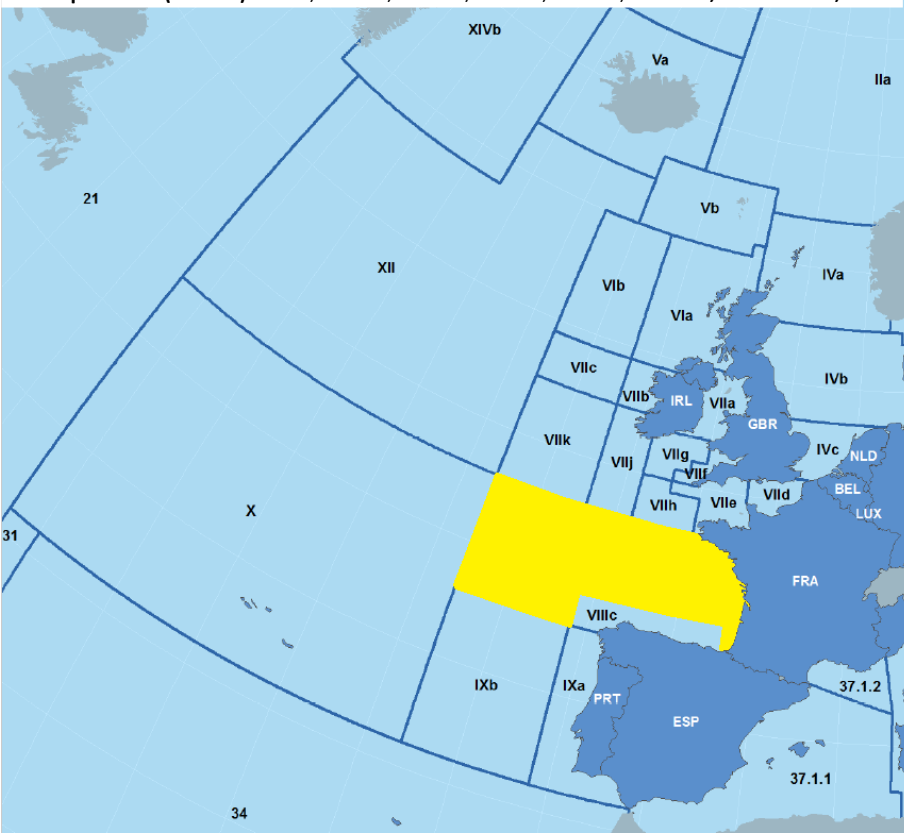 XIVb
Va
IIa
21
Vb
XII
IVa
VIb
VIa
VIIc
VIIb
IRL
VIIa
IVb
GBR
VIIk
VIIj
VIIg
VIIf
IVc
NLD
BEL
VIIh
VIIe
VIId
LUX
X
31
FRA
VIIIc
IXb
IXa
PRT
ESP
37.1.2
37.1.1
34